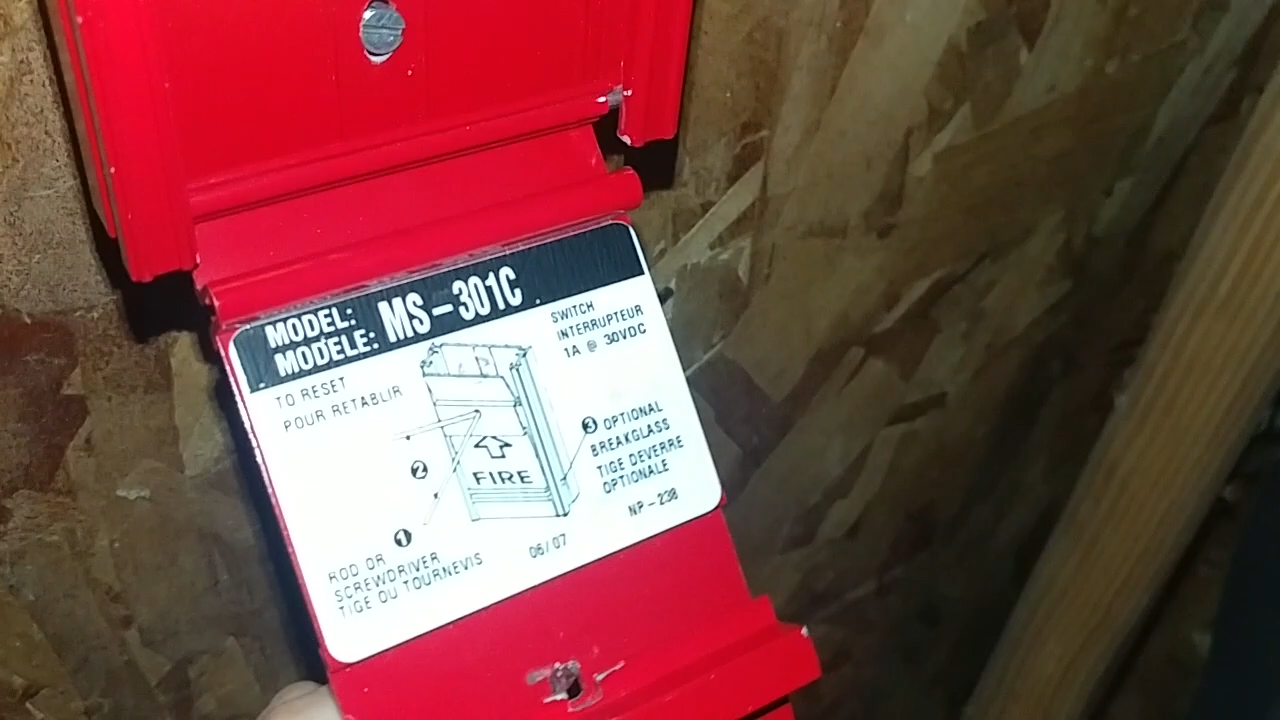 MODEL:
MODELE: MS-301C
SWITCH
INTERRUPTEUR
1A @ 30VDC
TO RESET
POUR RETABLIR
2
1
FIRE
3 OPTIONAL
BREAKGLASS
TIGE DEVERRE
OPTIONALE
NP-238
ROD OR
SCREWDRIVER
TIGE OU TOURNEVIS
06/07